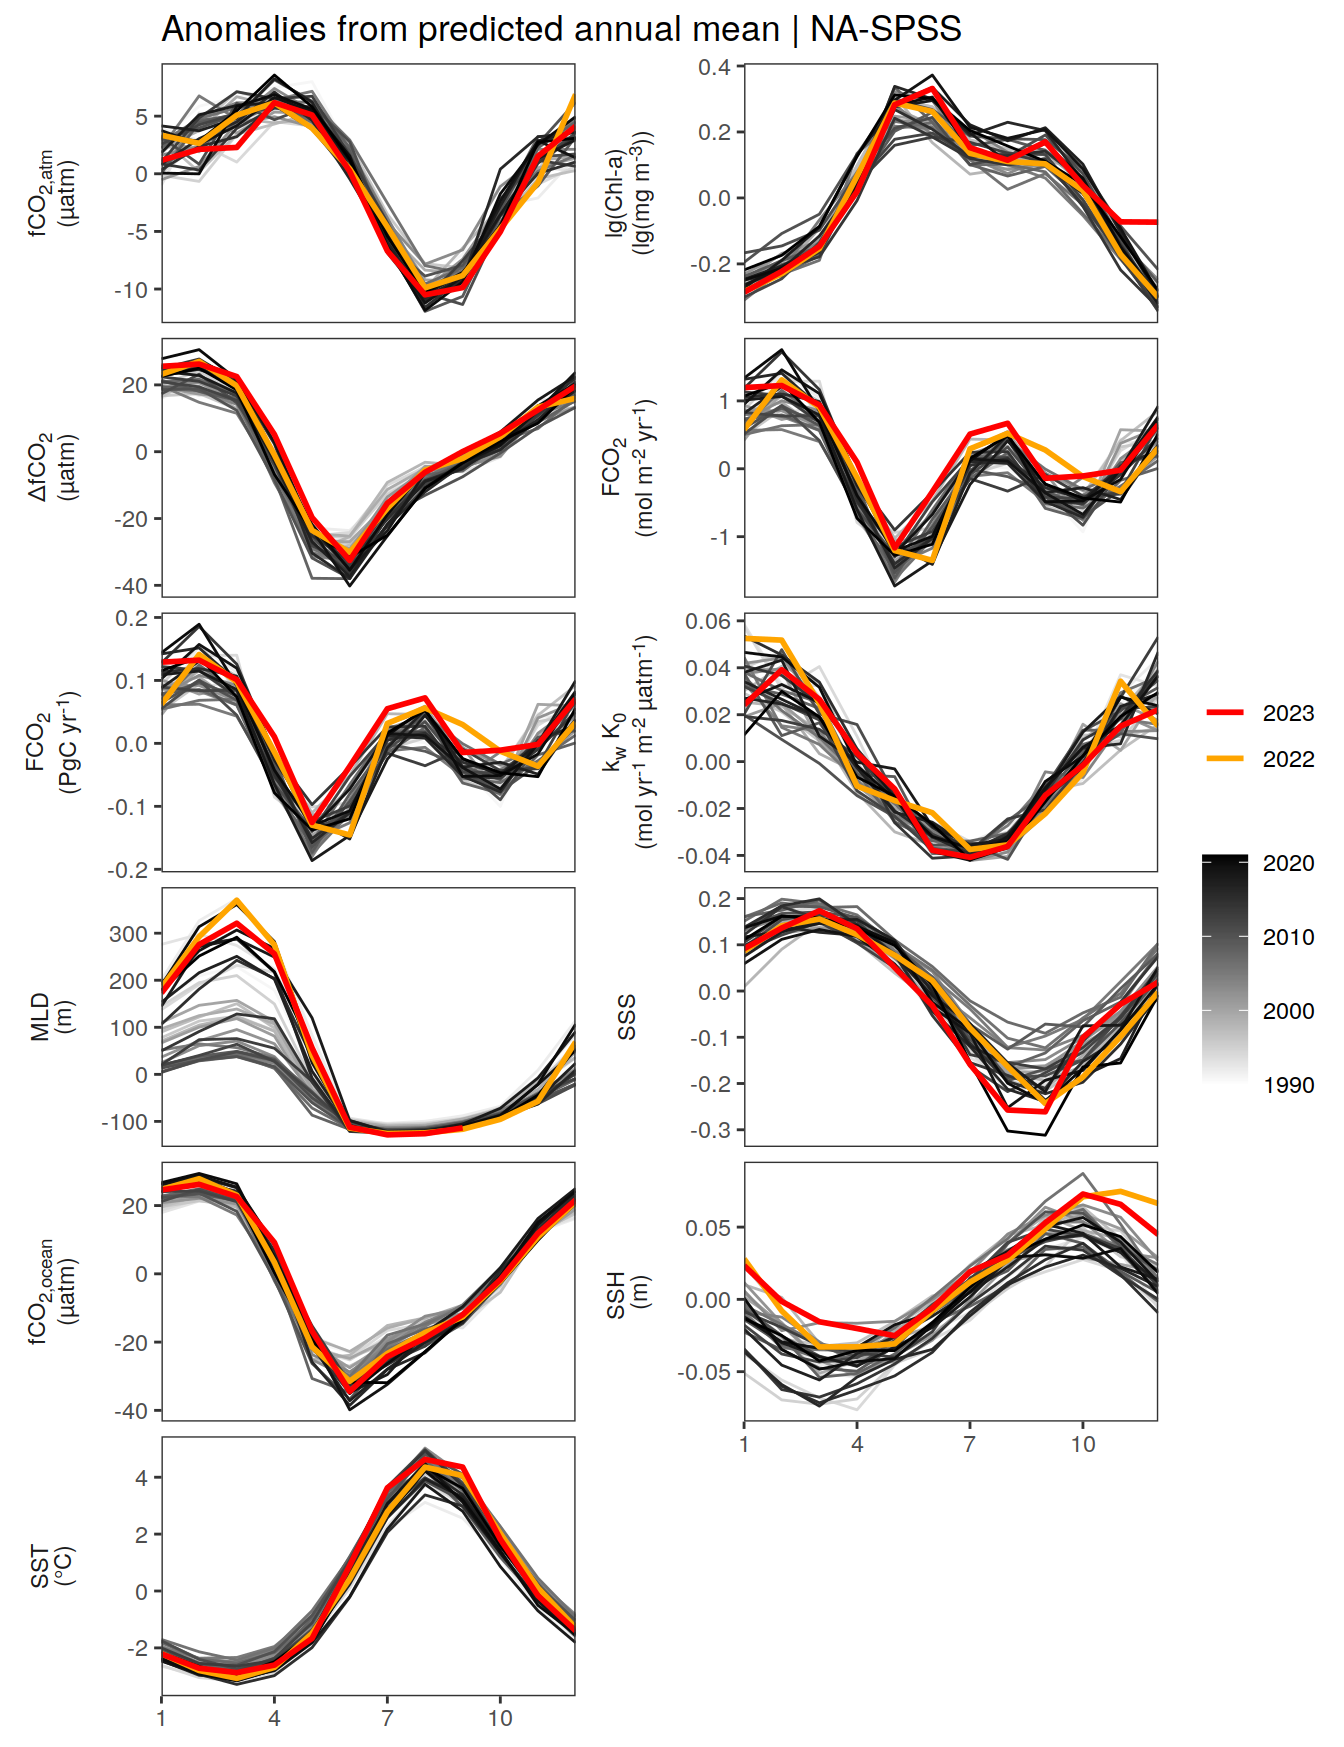 Anomalies from predicted annual mean | NA-SPSS
fCO2,atm
(µatm)
5
0
-5
-10
lg(Chl-a)
(lg(mg m-3))
0.4
0.2
0.0
-0.2
ΔfCO2
(µatm)
20
0
-20
-40
FCO2
(mol m-2 yr-1)
1
0
-1
FCO2
(PgC yr-1)
0.2
0.1
0.0
-0.1
-0.2
kw K0
(mol yr-1 m-2 µatm-1)
0.06
0.04
0.02
0.00
-0.02
-0.04
MLD
(m)
300
200
100
0
-100
SSS
0.2
0.1
0.0
-0.1
-0.2
-0.3
fCO2,ocean
(µatm)
20
0
-20
-40
SSH
(m)
0.05
0.00
-0.05
1 4 7 10
SST
(°C)
4
2
0
-2
1 4 7 10
2023
2022
2020
2010
2000
1990